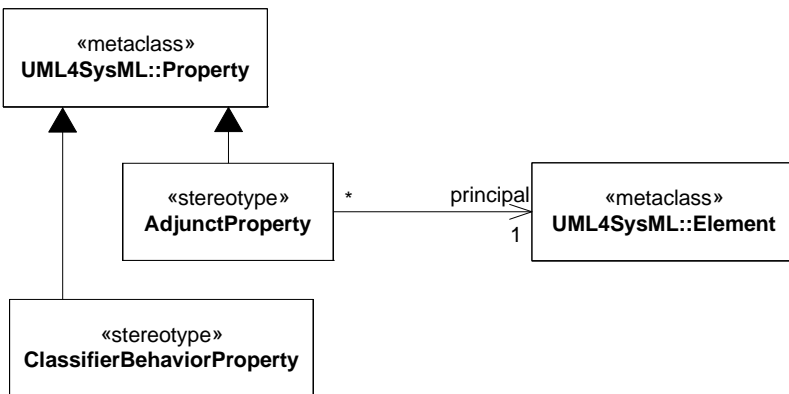 «metaclass»
UML4SysML::Property
«stereotype»
AdjunctProperty
*
principal
1
«metaclass»
UML4SysML::Element
«stereotype»
ClassifierBehaviorProperty